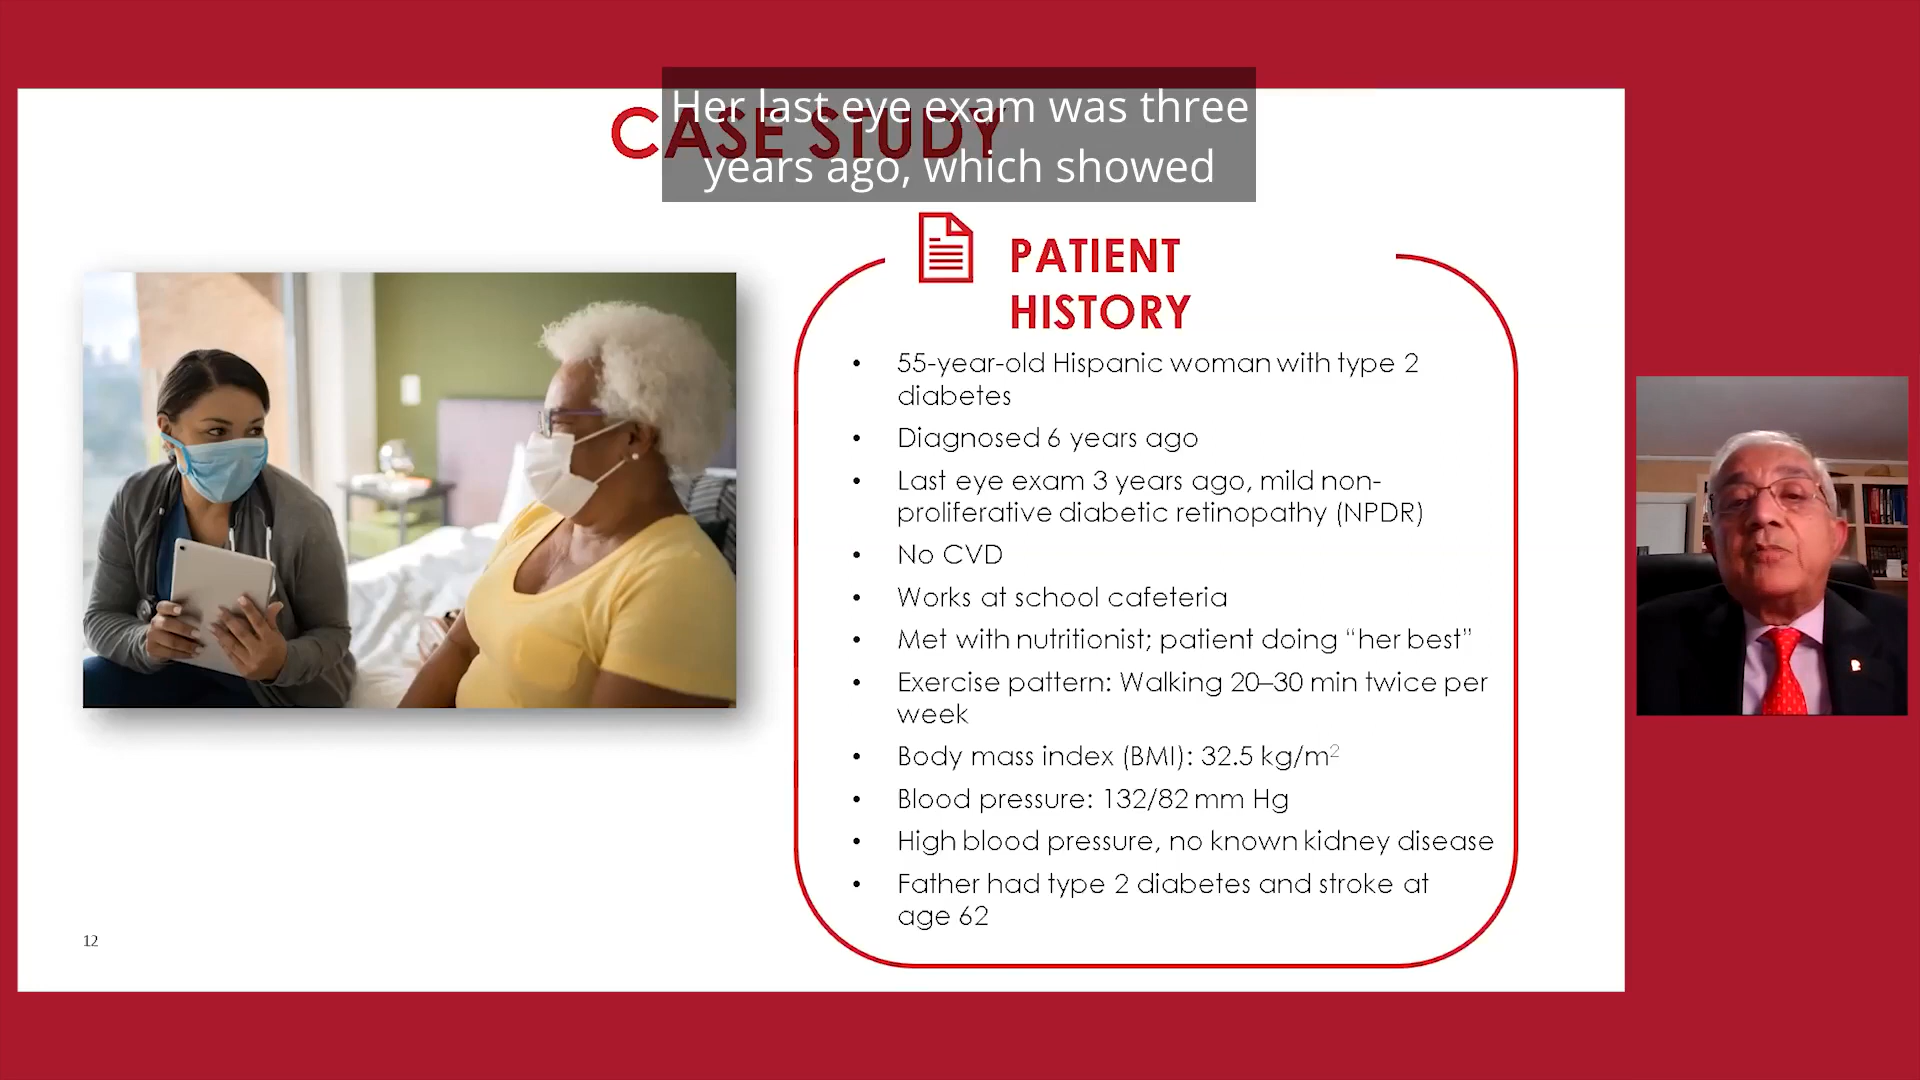 CASE STUDY
Her last eye exam was three
years ago, which showed
PATIENT
HISTORY
• 55-year-old Hispanic woman with type 2
diabetes
• Diagnosed 6 years ago
• Last eye exam 3 years ago, mild non-
proliferative diabetic retinopathy (NPDR)
• No CVD
• Works at school cafeteria
• Met with nutritionist; patient doing “her best”
• Exercise pattern: Walking 20–30 min twice per
week
• Body mass index (BMI): 32.5 kg/m²
• Blood pressure: 132/82 mm Hg
• High blood pressure, no known kidney disease
• Father had type 2 diabetes and stroke at
age 62
12